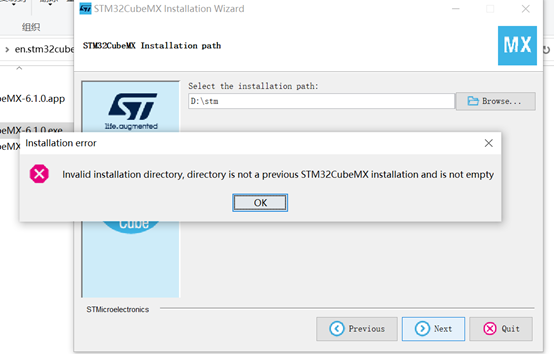 STM32CubeMX Installation Wizard
en.stm32cube
STM32CubeMX Installation path
MX
组织
Select the installation path:
D:\stm
Browse...
eMX-6.1.0.app
life.augmented
eMX-6.1.0.exe
Installation error
Invalid installation directory, directory is not a previous STM32CubeMX installation and is not empty
OK
Cube
STMicroelectronics
Previous
Next
Quit